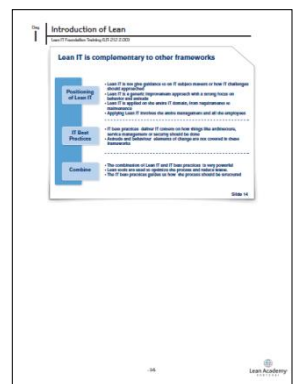 Day
1
Introduction of Lean
Lean IT Foundation Training
Lean IT is complementary to other frameworks
Positioning
of Lean IT
• Lean IT is not give guidance or on IT subject matters or how IT challenges
should approached
• Lean IT is a generic improvement approach with a strong focus on
behavior and attitude
• Lean IT is applied on the entire IT domain, from requirements to
maintenance
• Applying Lean IT involves the entire management and all the employees
IT Best
Practices
• IT best practices define IT content on how things like architecture,
service management or security should be done
• Attitude and behaviour elements of change are not covered in these
frameworks
Combine
• The combination of Lean IT and IT best practices is very powerful
• Lean tools are used to optimize the process and reduce waste.
• The IT best practices guides us how the process should be structured
Slide 14
Lean Academy